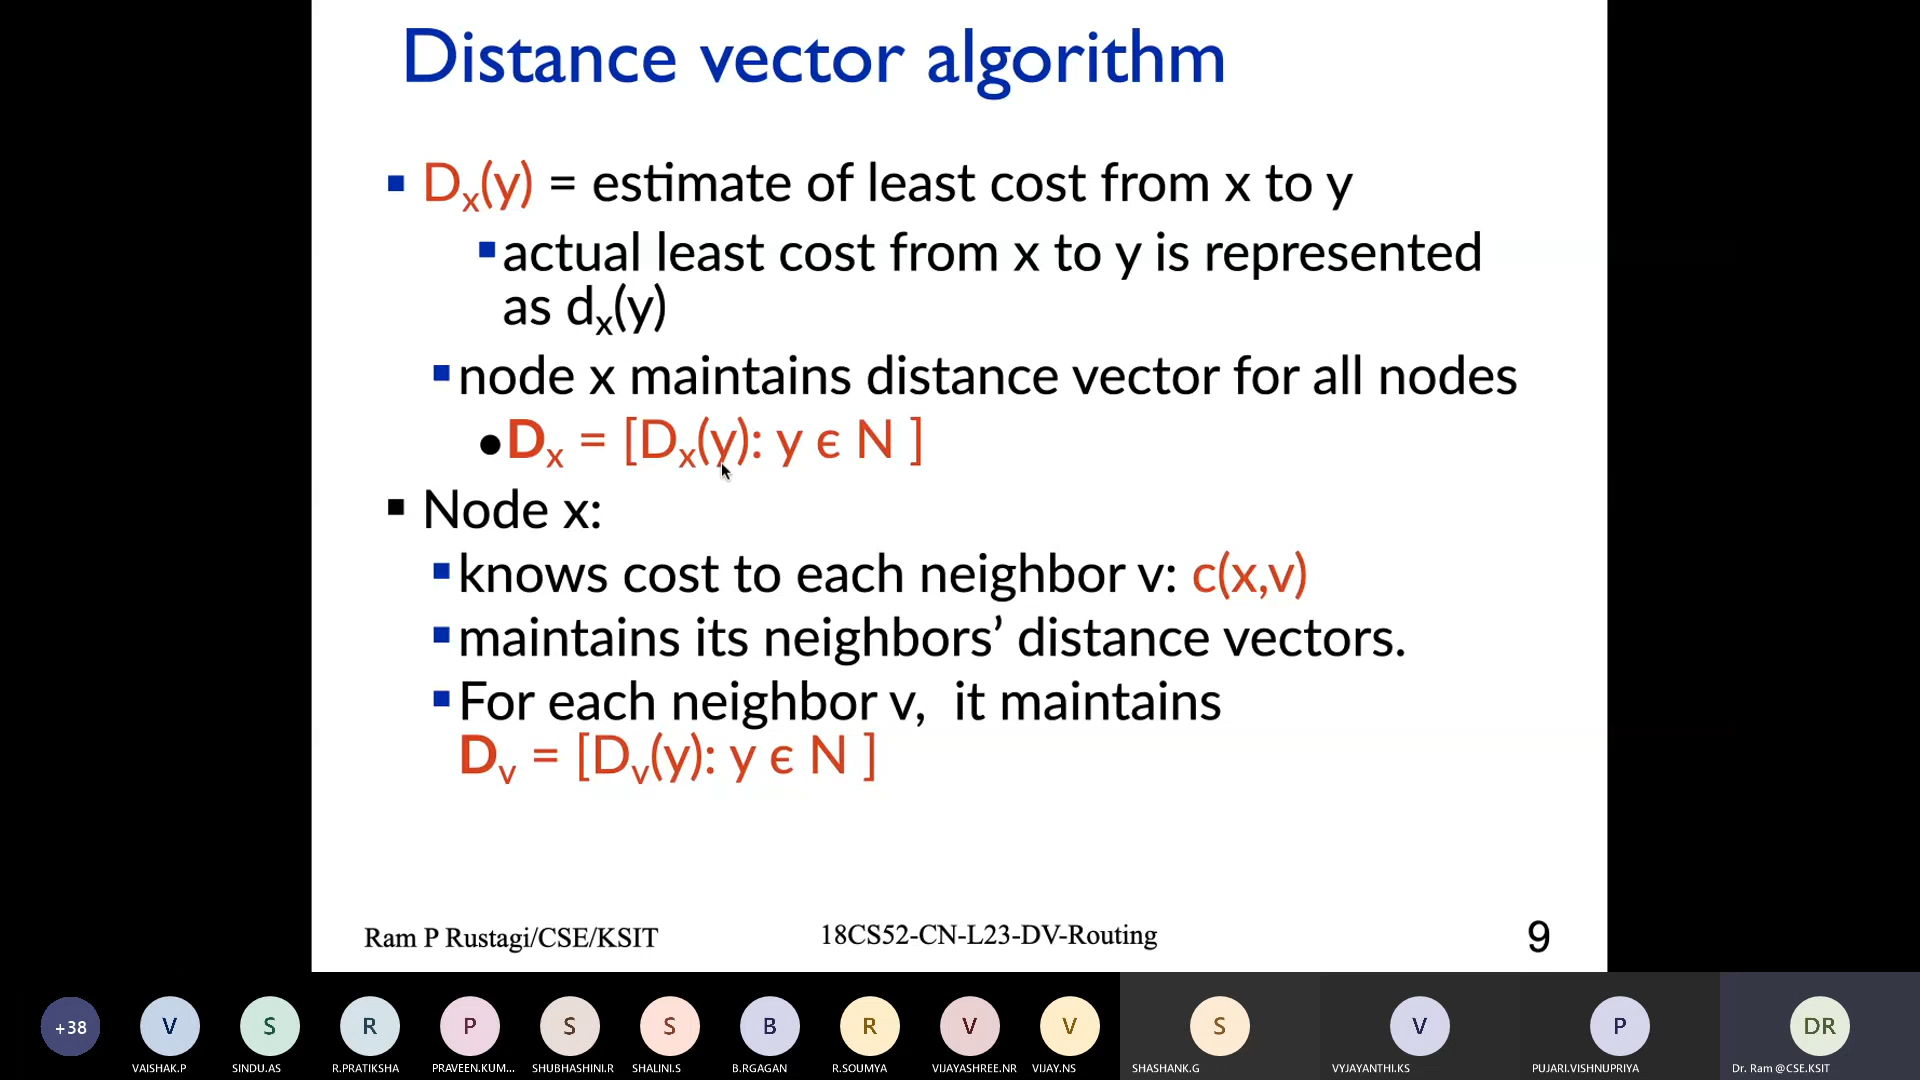 Distance vector algorithm
▪ Dx(y) = estimate of least cost from x to y
▪ actual least cost from x to y is represented
as dx(y)
▪ node x maintains distance vector for all nodes
● Dx = [Dx(y): y є N ]
▪ Node x:
▪ knows cost to each neighbor v: c(x,v)
▪ maintains its neighbors’ distance vectors.
▪ For each neighbor v, it maintains
Dv = [Dv(y): y є N ]
Ram P Rustagi/CSE/KSIT 18CS52-CN-L23-DV-Routing 9
+38 V S R P S S B R V V S V P DR
VAISHAK.P SINDU.AS R.PRATIKSHA PRAVEEN.KUM... SHUBHASHINI.R SHALINI.S B.RGAGAN R.SOUMYA VIJAYASHREE.NR VIJAY.NS SHASHANK.G VYJAYANTHI.KS PUJARI.VISHNUPRIYA Dr. Ram @CSE.KSIT